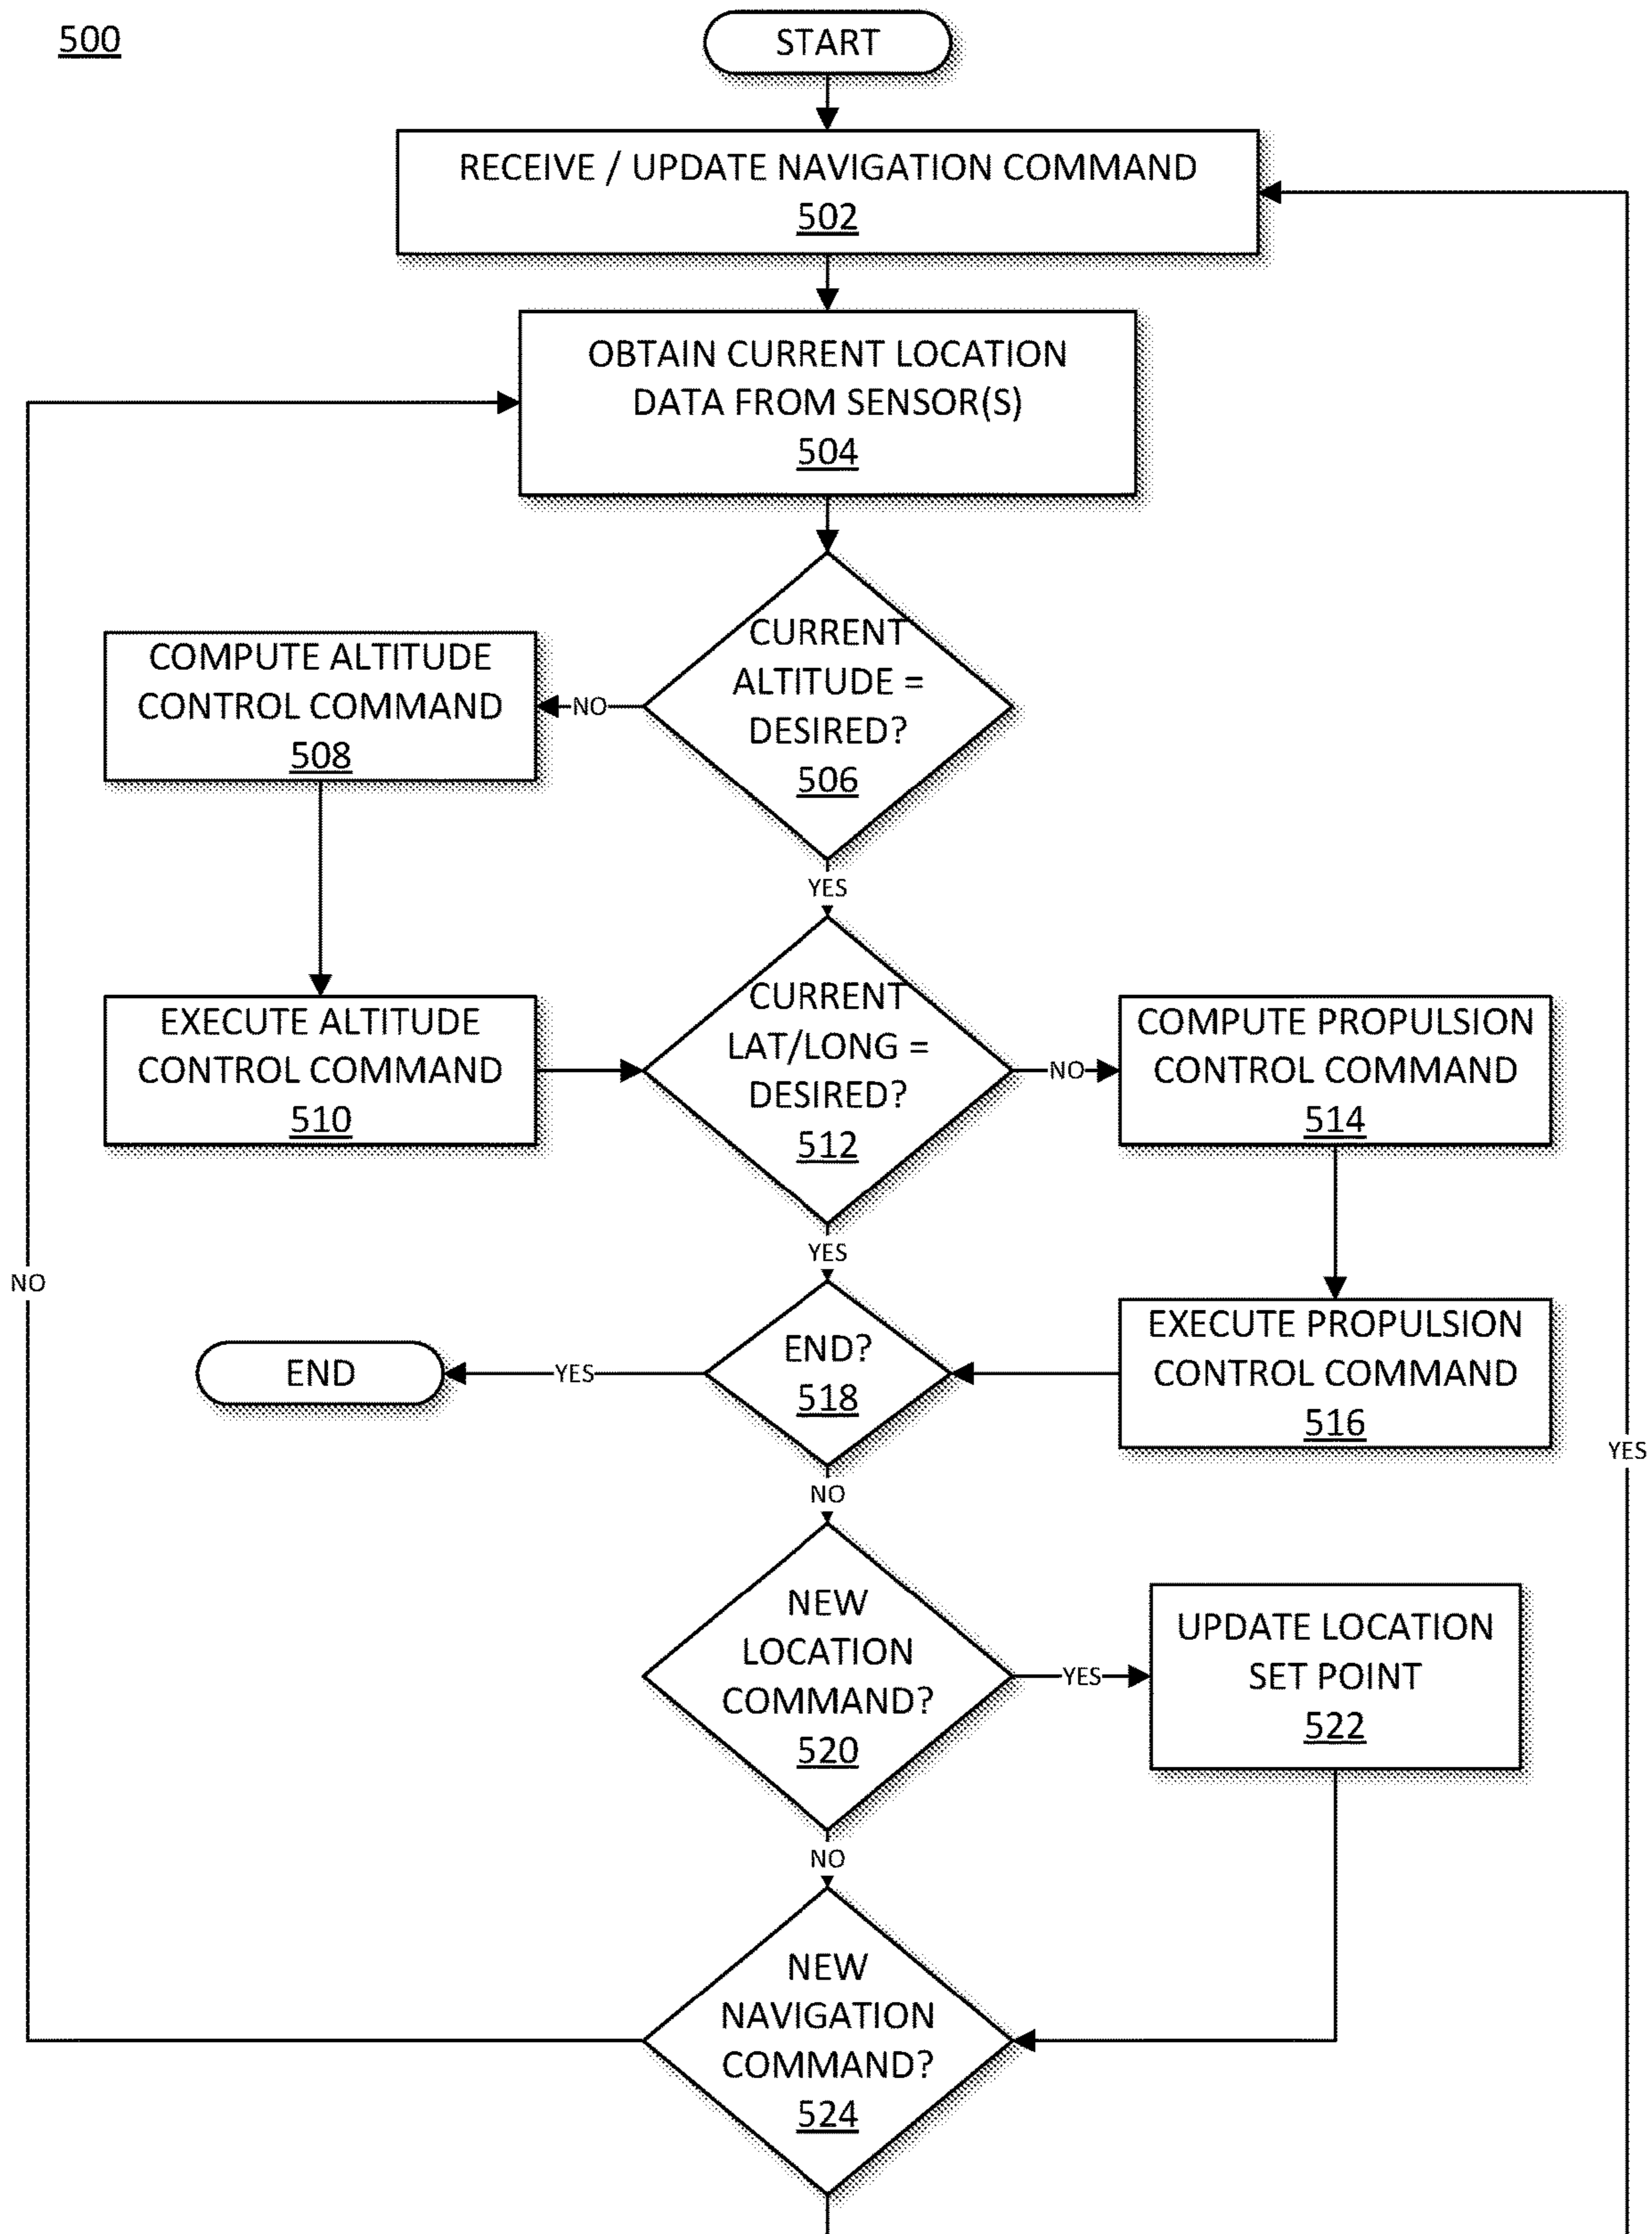 500
START
RECEIVE / UPDATE NAVIGATION COMMAND
502
OBTAIN CURRENT LOCATION
DATA FROM SENSOR(S)
504
CURRENT
ALTITUDE =
DESIRED?
506
NO
COMPUTE ALTITUDE
CONTROL COMMAND
508
YES
EXECUTE ALTITUDE
CONTROL COMMAND
510
CURRENT
LAT/LONG =
DESIRED?
512
NO
COMPUTE PROPULSION
CONTROL COMMAND
514
YES
NO
END
YES
END?
518
EXECUTE PROPULSION
CONTROL COMMAND
516
YES
NO
NEW
LOCATION
COMMAND?
520
YES
UPDATE LOCATION
SET POINT
522
NO
NEW
NAVIGATION
COMMAND?
524